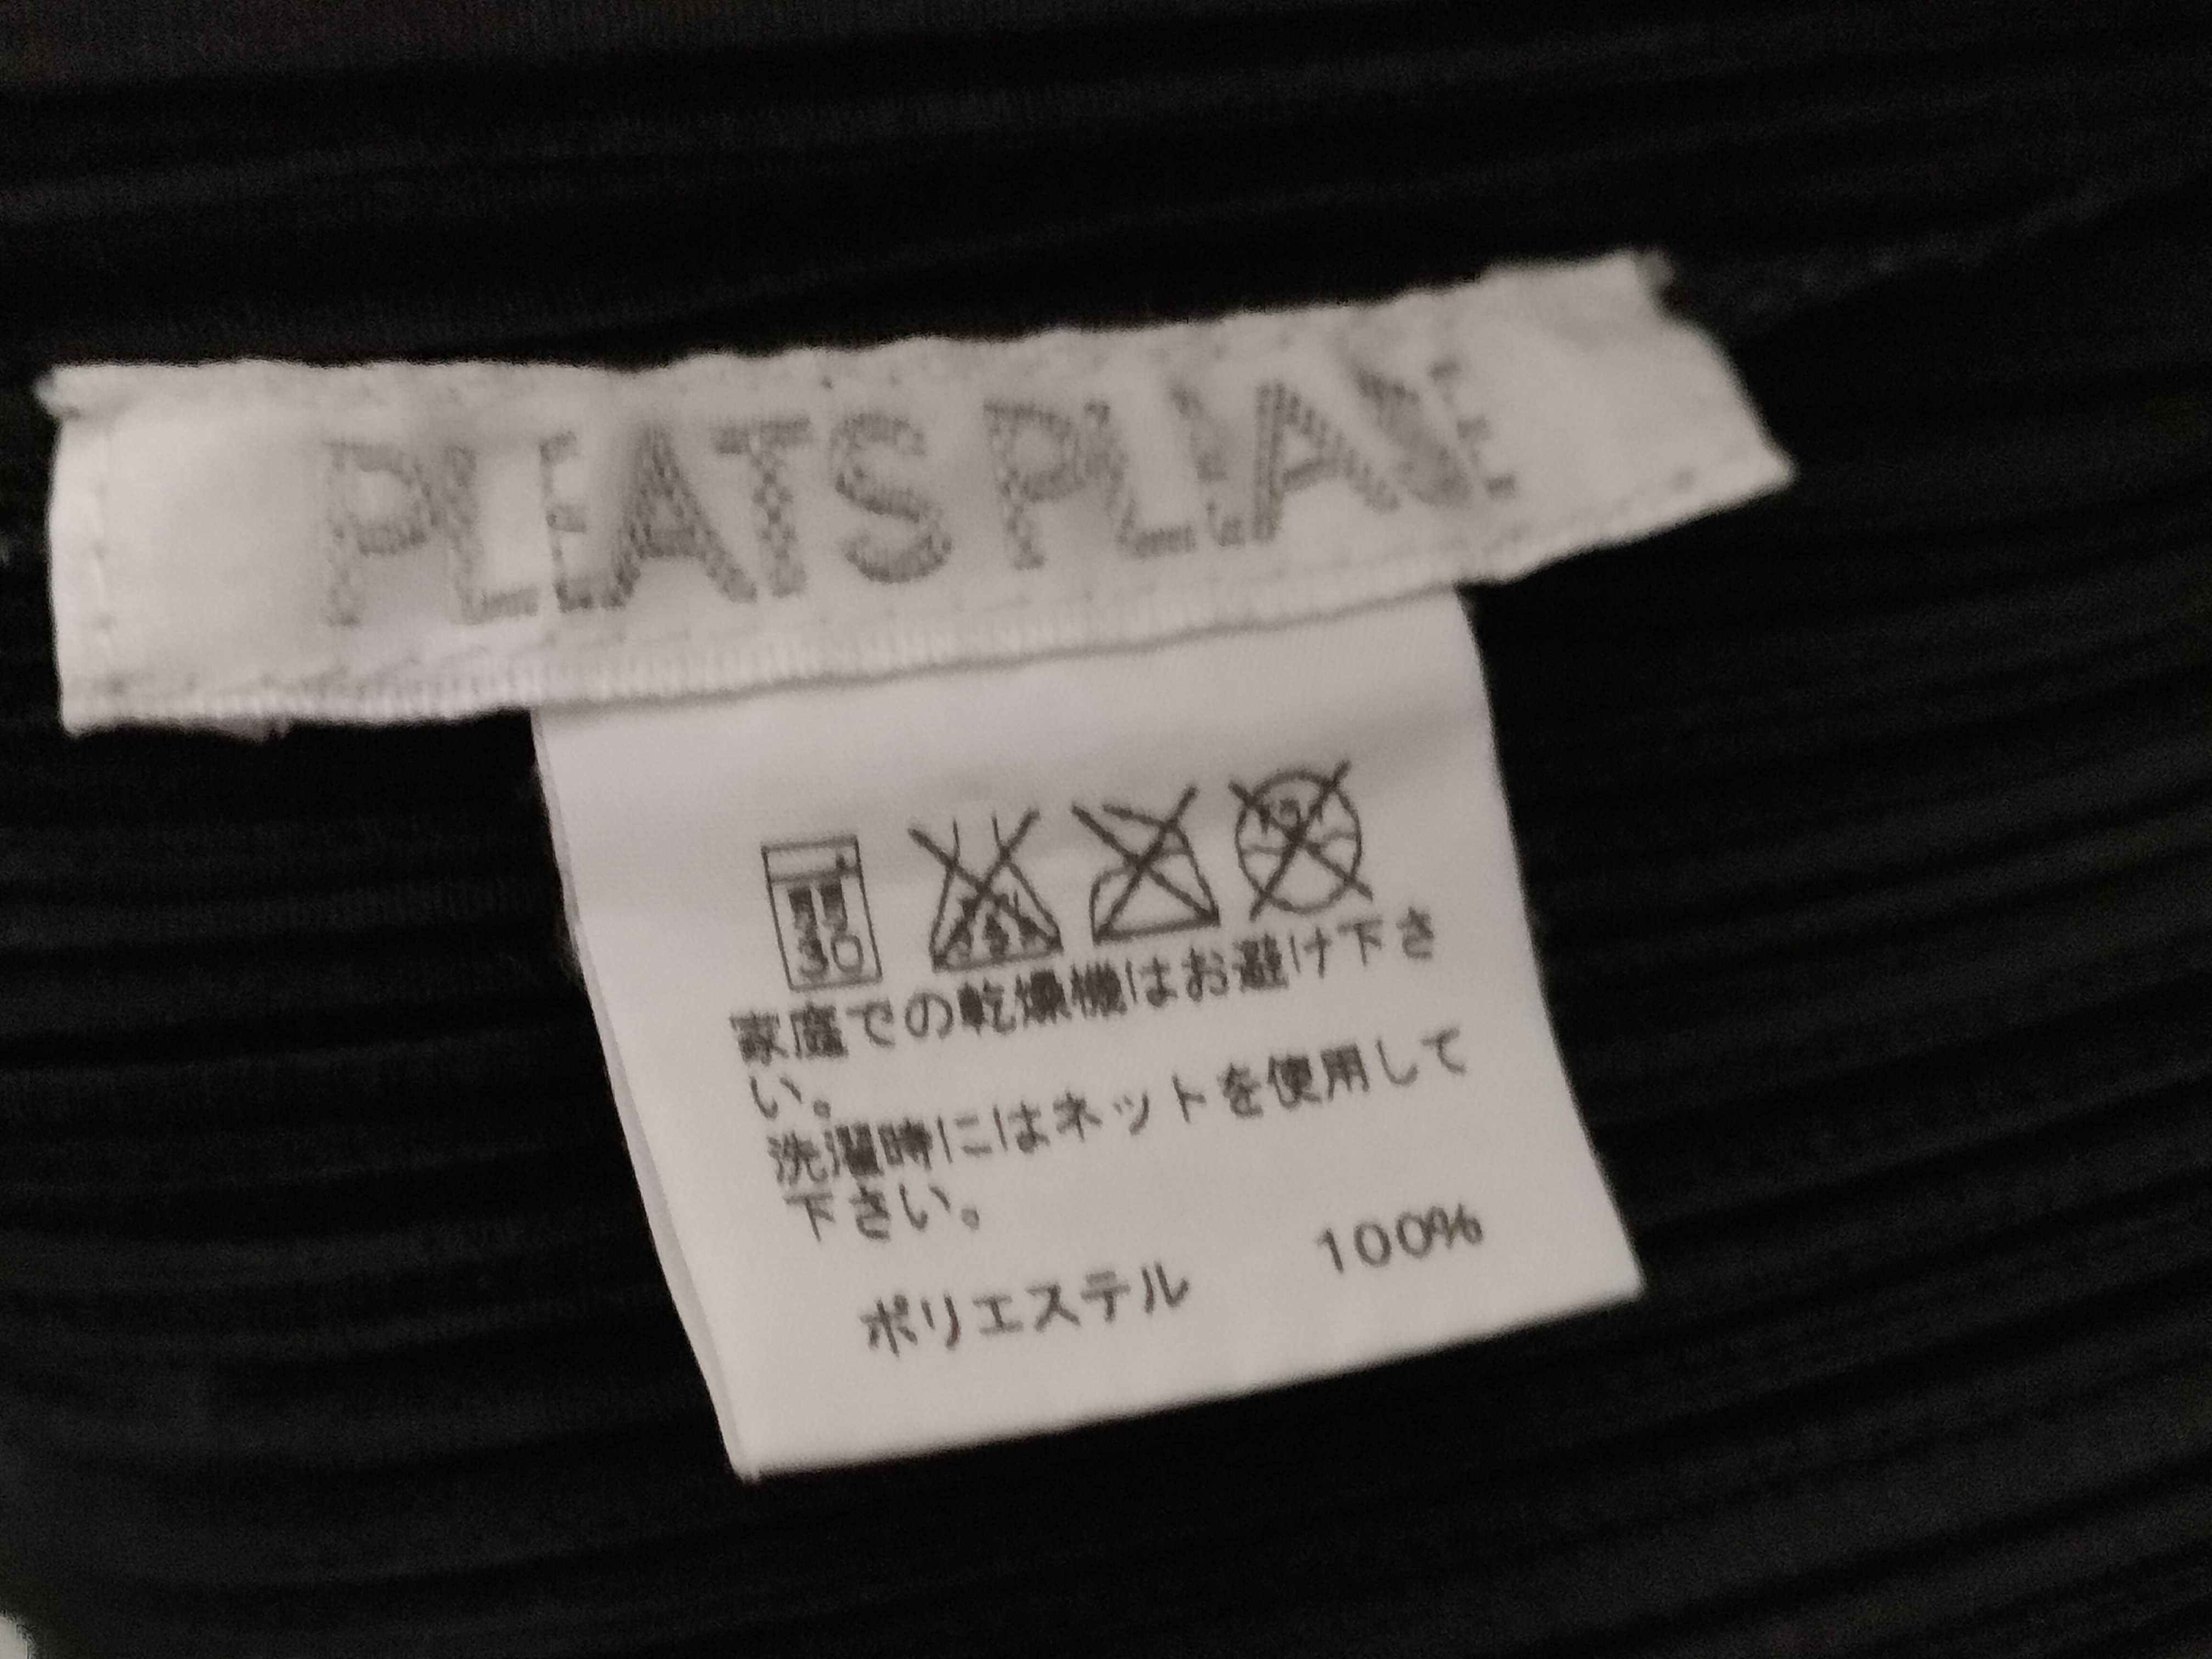 PLEATS PLEASE
30
家庭での乾燥機はお避け下さ
い。
洗濯時にはネットを使用して
下さい。
ポリエステル 100%